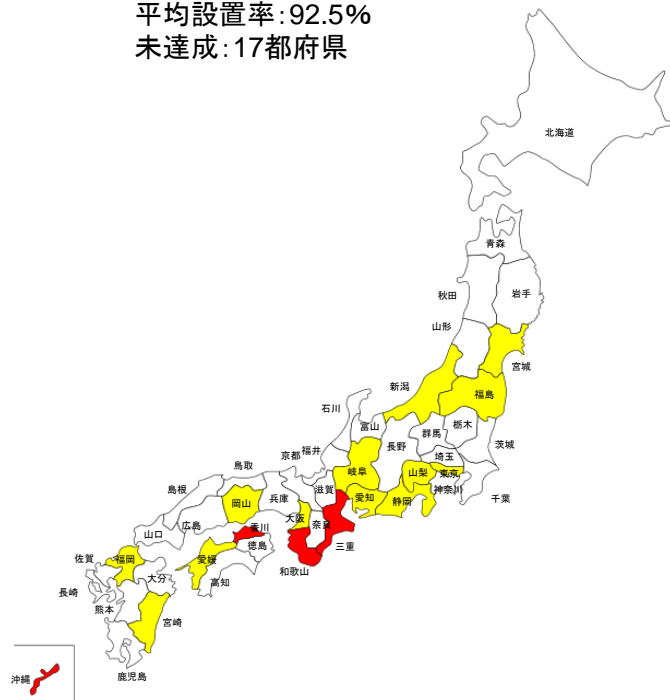 平均設置率:92.5%
未達成:17都府県
北海道
青森
秋田
岩手
山形
宮城
新潟
福島
石川
富山
群馬
栃木
京都
福井
長野
茨城
埼玉
鳥取
岐阜
山梨
東京
島根
兵庫
滋賀
神奈川
千葉
岡山
愛知
静岡
広島
大阪
奈良
山口
香川
徳島
三重
佐賀
福岡
愛媛
和歌山
大分
高知
長崎
熊本
宮崎
鹿児島
沖縄